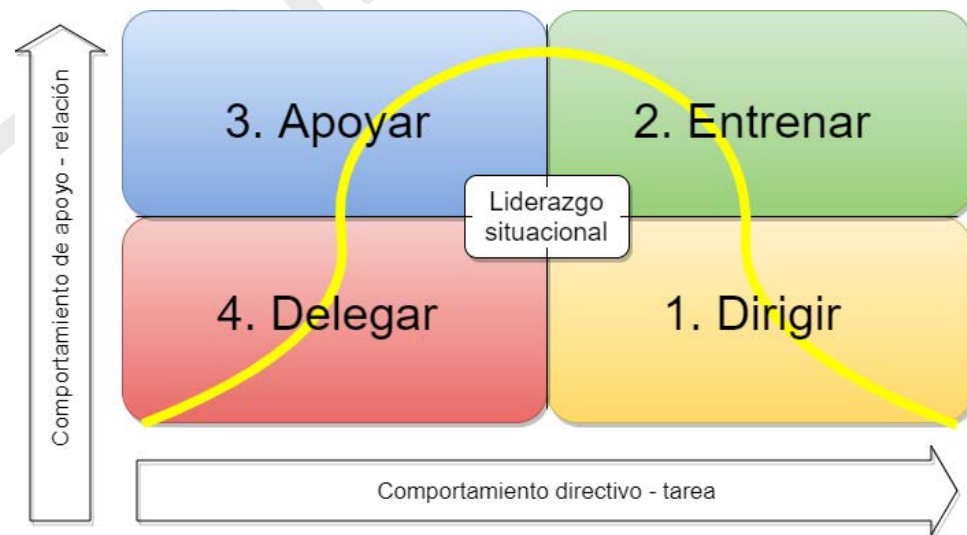 Comportamiento de apoyo - relación
3. Apoyar
2. Entrenar
Liderazgo
situacional
4. Delegar
1. Dirigir
Comportamiento directivo - tarea